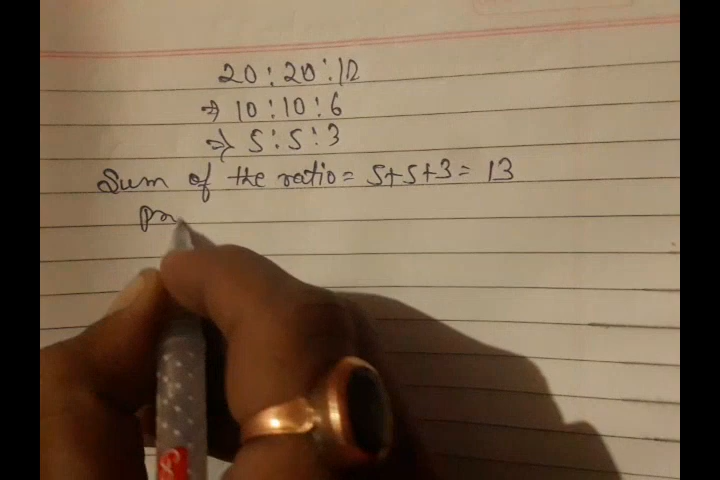 20:20:12
⇒ 10:10:6
⇒ 5:5:3
Sum of the ratio = 5+5+3 = 13